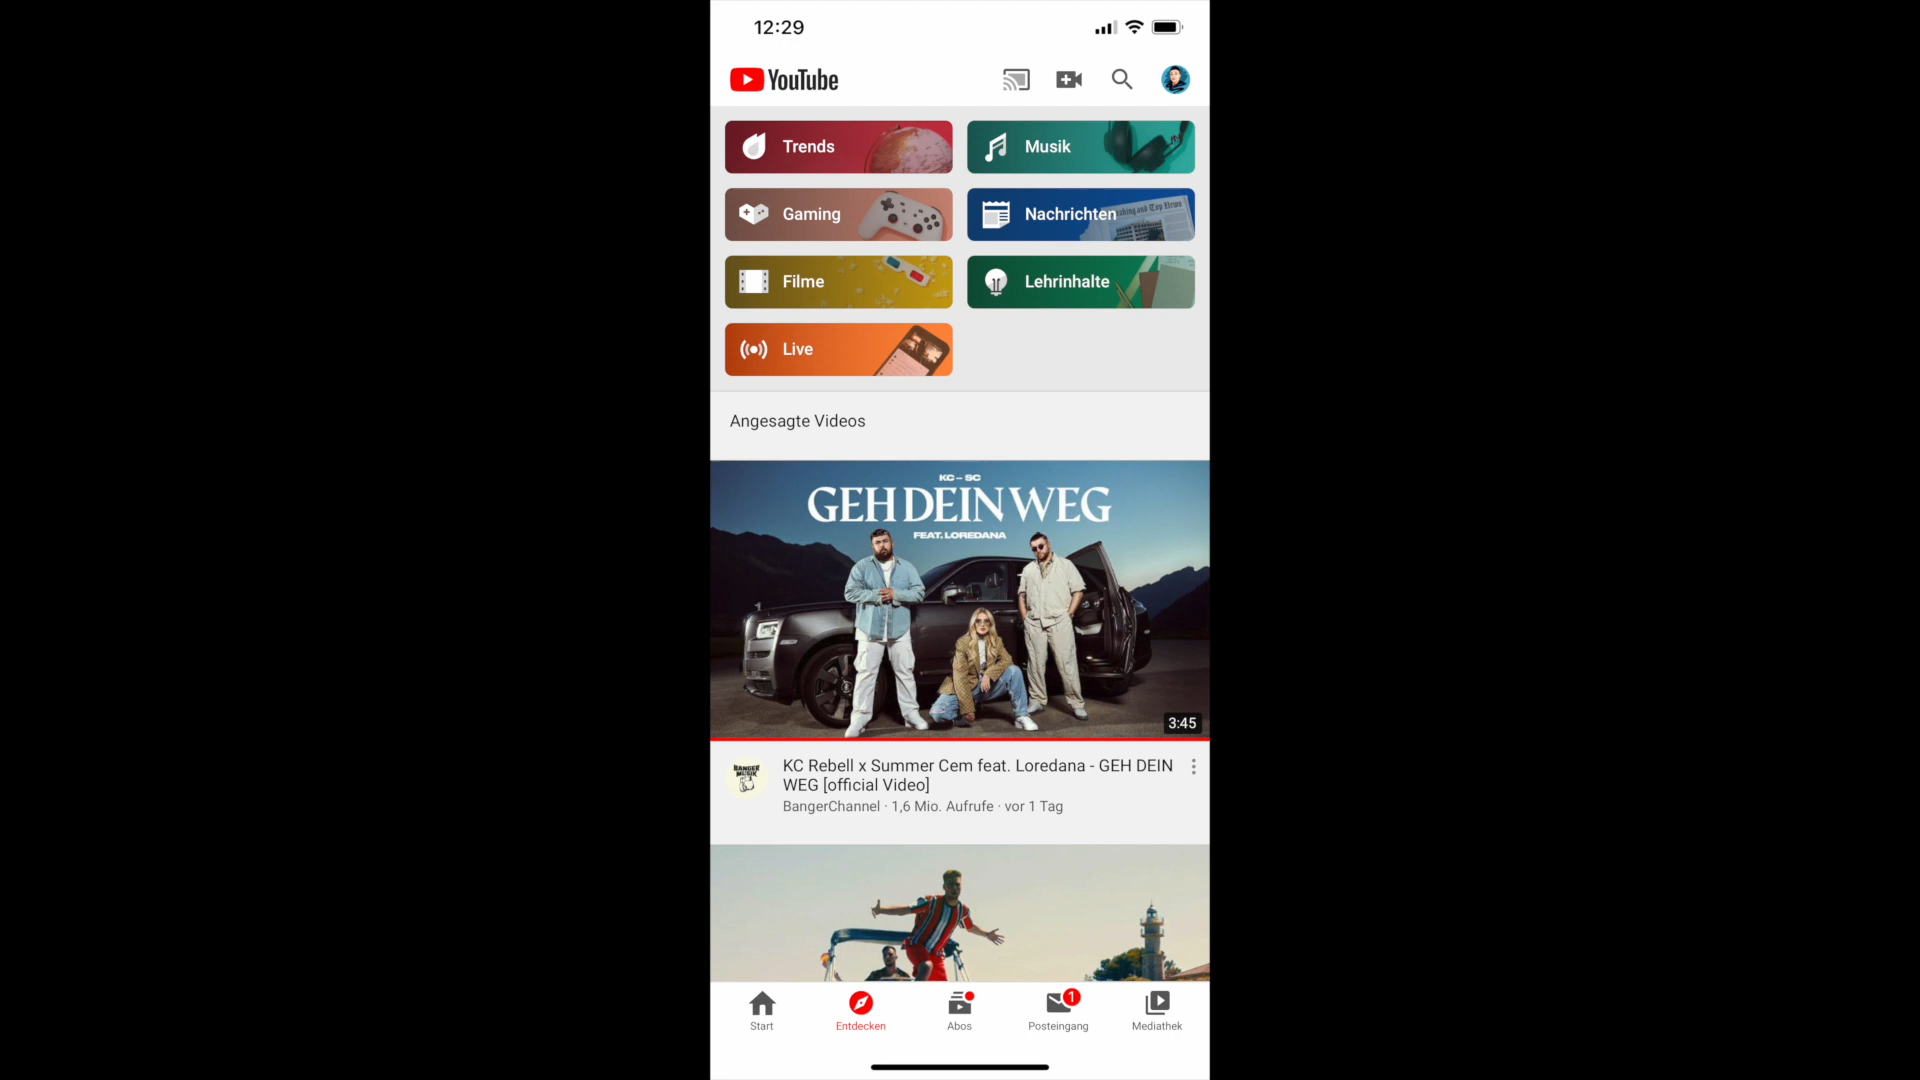 12:29
YouTube
Trends
Musik
Gaming
Nachrichten
Filme
Lehrinhalte
Live
Angesagte Videos
KC – SC
GEH DEIN WEG
FEAT. LOREDANA
3:45
BANGER
MUSIK
KC Rebell x Summer Cem feat. Loredana - GEH DEIN
WEG [official Video]
BangerChannel · 1,6 Mio. Aufrufe · vor 1 Tag
1
Start
Entdecken
Abos
Posteingang
Mediathek